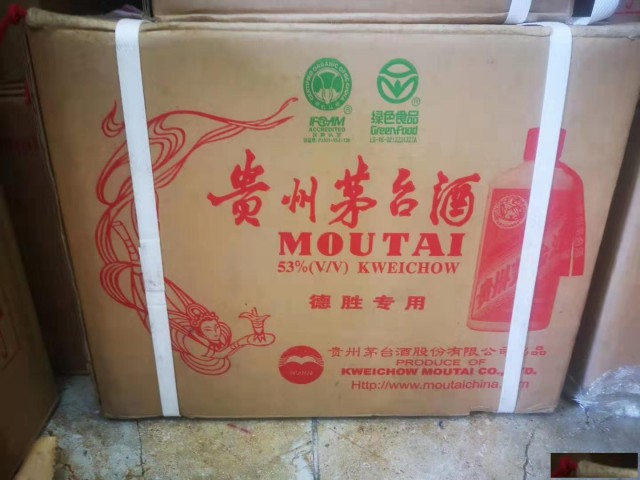 IFOAM
ACCREDITED
绿色食品
GreenFood
贵州茅台酒
MOUTAI
53%(V/V) KWEICHOW
德胜专用
贵州茅台酒股份有限公司出品
PRODUCE OF
KWEICHOW MOUTAI CO., LTD.
Http://www.moutaichina.com